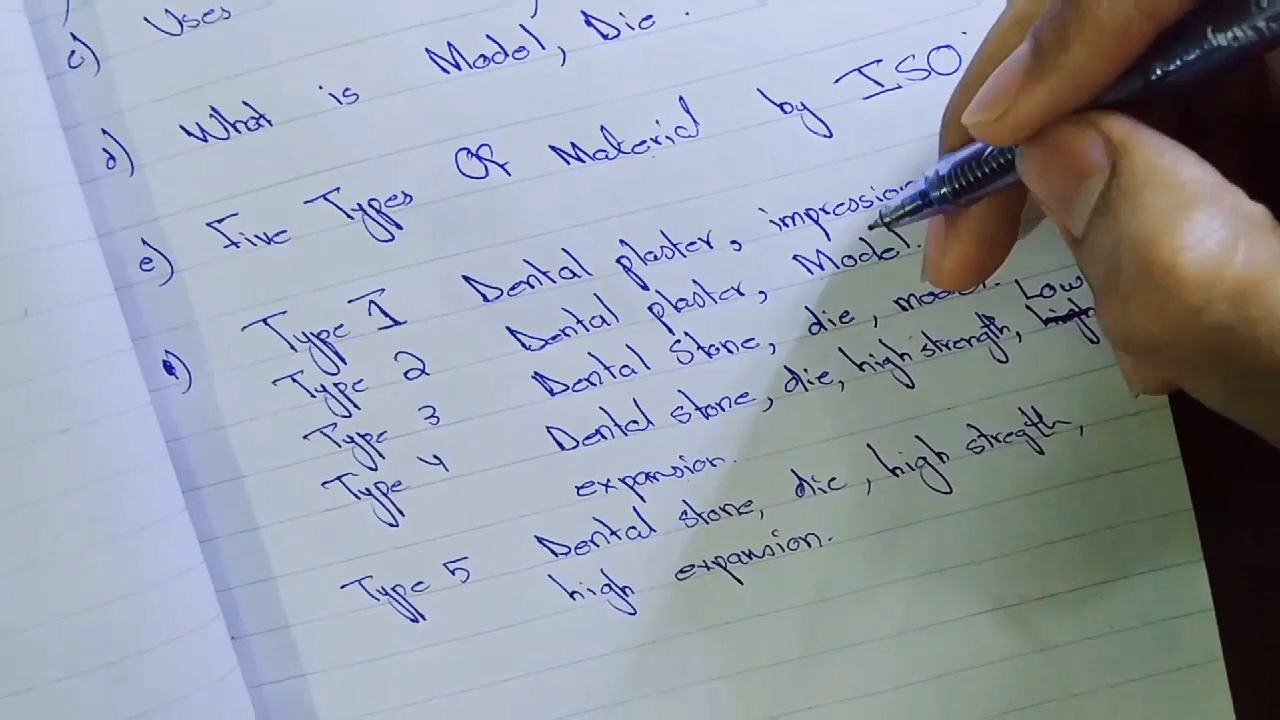 c) Uses
d) What is Model, Die.
e) Five Types Of Material by ISO
Type 1 Dental plaster, impression
Type 2 Dental plaster, Model.
Type 3 Dental Stone, die, model.
Type 4 Dental stone, die, high strength, Low
expansion.
Type 5 Dental stone, die, high stregth,
high expansion.